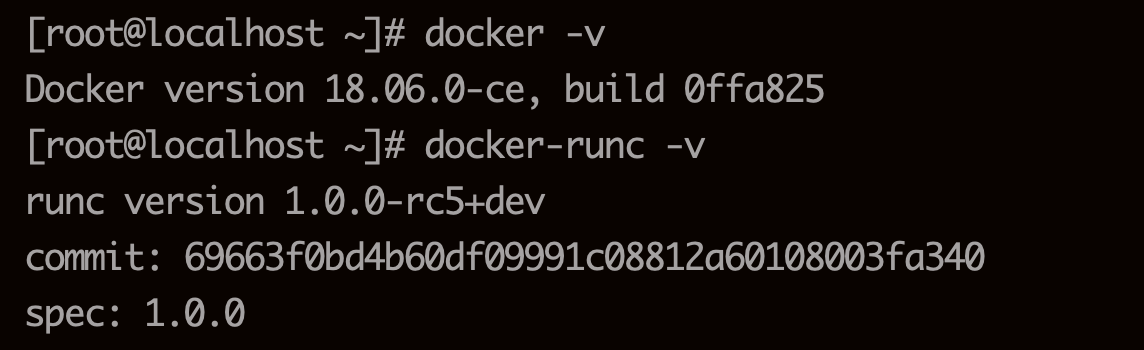 [root@localhost ~]# docker -v
Docker version 18.06.0-ce, build 0ffa825
[root@localhost ~]# docker-runc -v
runc version 1.0.0-rc5+dev
commit: 69663f0bd4b60df09991c08812a60108003fa340
spec: 1.0.0